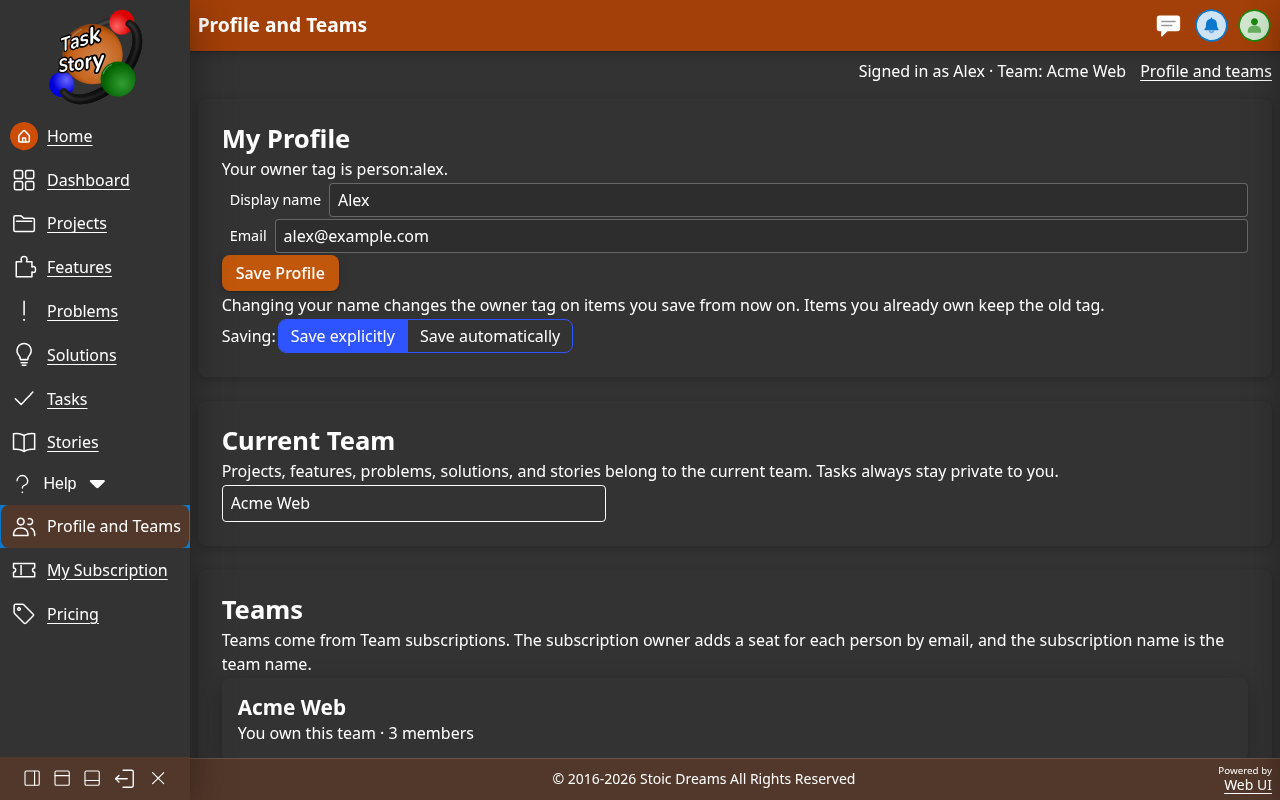 Task
Story
Profile and Teams
Signed in as Alex · Team: Acme Web Profile and teams
Home
Dashboard
Projects
Features
Problems
Solutions
Tasks
Stories
Help
Profile and Teams
My Subscription
Pricing
My Profile
Your owner tag is person:alex.
Display name Alex
Email alex@example.com
Save Profile
Changing your name changes the owner tag on items you save from now on. Items you already own keep the old tag.
Saving: Save explicitly Save automatically
Current Team
Projects, features, problems, solutions, and stories belong to the current team. Tasks always stay private to you.
Acme Web
Teams
Teams come from Team subscriptions. The subscription owner adds a seat for each person by email, and the subscription name is the
team name.
Acme Web
You own this team · 3 members
© 2016-2026 Stoic Dreams All Rights Reserved
Powered by
Web UI